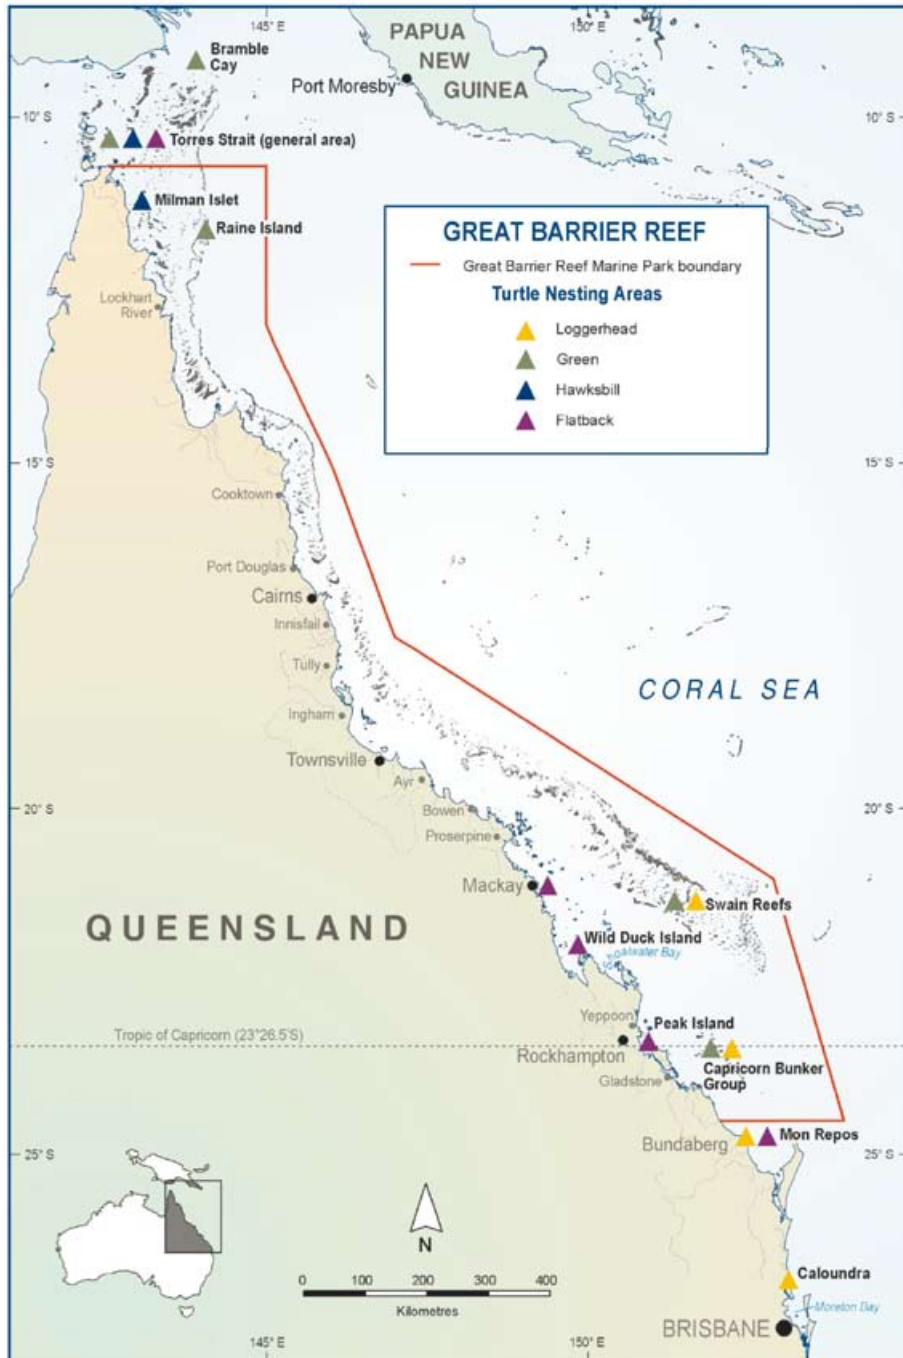 145° E
150° E
Bramble
Cay
PAPUA
NEW
GUINEA
Port Moresby
10° S
10° S
Torres Strait (general area)
Milman Islet
Raine Island
GREAT BARRIER REEF
Great Barrier Reef Marine Park boundary
Turtle Nesting Areas
Loggerhead
Green
Hawksbill
Flatback
Lockhart
River
15° S
15° S
Cooktown
Port Douglas
Cairns
Innisfail
Tully
CORAL SEA
Ingham
Townsville
Ayr
20° S
20° S
Bowen
Proserpine
Mackay
Swain Reefs
QUEENSLAND
Wild Duck Island
Shoalwater Bay
Yeppoon
Peak Island
Tropic of Capricorn (23°26.5'S)
Rockhampton
Capricorn Bunker
Group
Gladstone
Mon Repos
Bundaberg
25° S
25° S
N
0 100 200 300 400
Kilometres
Caloundra
Moreton Bay
BRISBANE
145° E
150° E